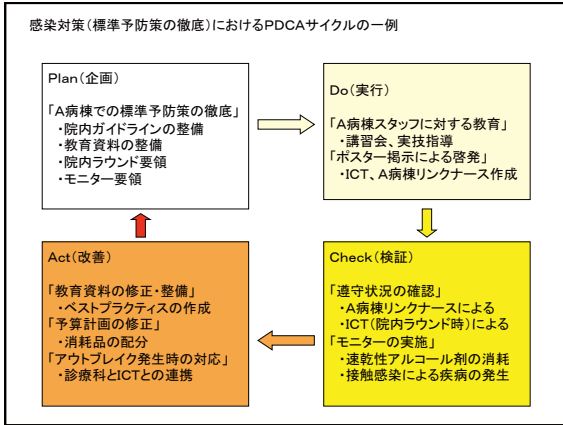 感染対策(標準予防策の徹底)におけるPDCAサイクルの一例
Plan(企画)
「A病棟での標準予防策の徹底」
・院内ガイドラインの整備
・教育資料の整備
・院内ラウンド要領
・モニター要領
Do(実行)
「A病棟スタッフに対する教育」
・講習会、実技指導
「ポスター掲示による啓発」
・ICT、A病棟リンクナース作成
Act(改善)
「教育資料の修正・整備」
・ベストプラクティスの作成
「予算計画の修正」
・消耗品の配分
「アウトブレイク発生時の対応」
・診療科とICTとの連携
Check(検証)
「遵守状況の確認」
・A病棟リンクナースによる
・ICT(院内ラウンド時)による
「モニターの実施」
・速乾性アルコール剤の消耗
・接触感染による疾病の発生